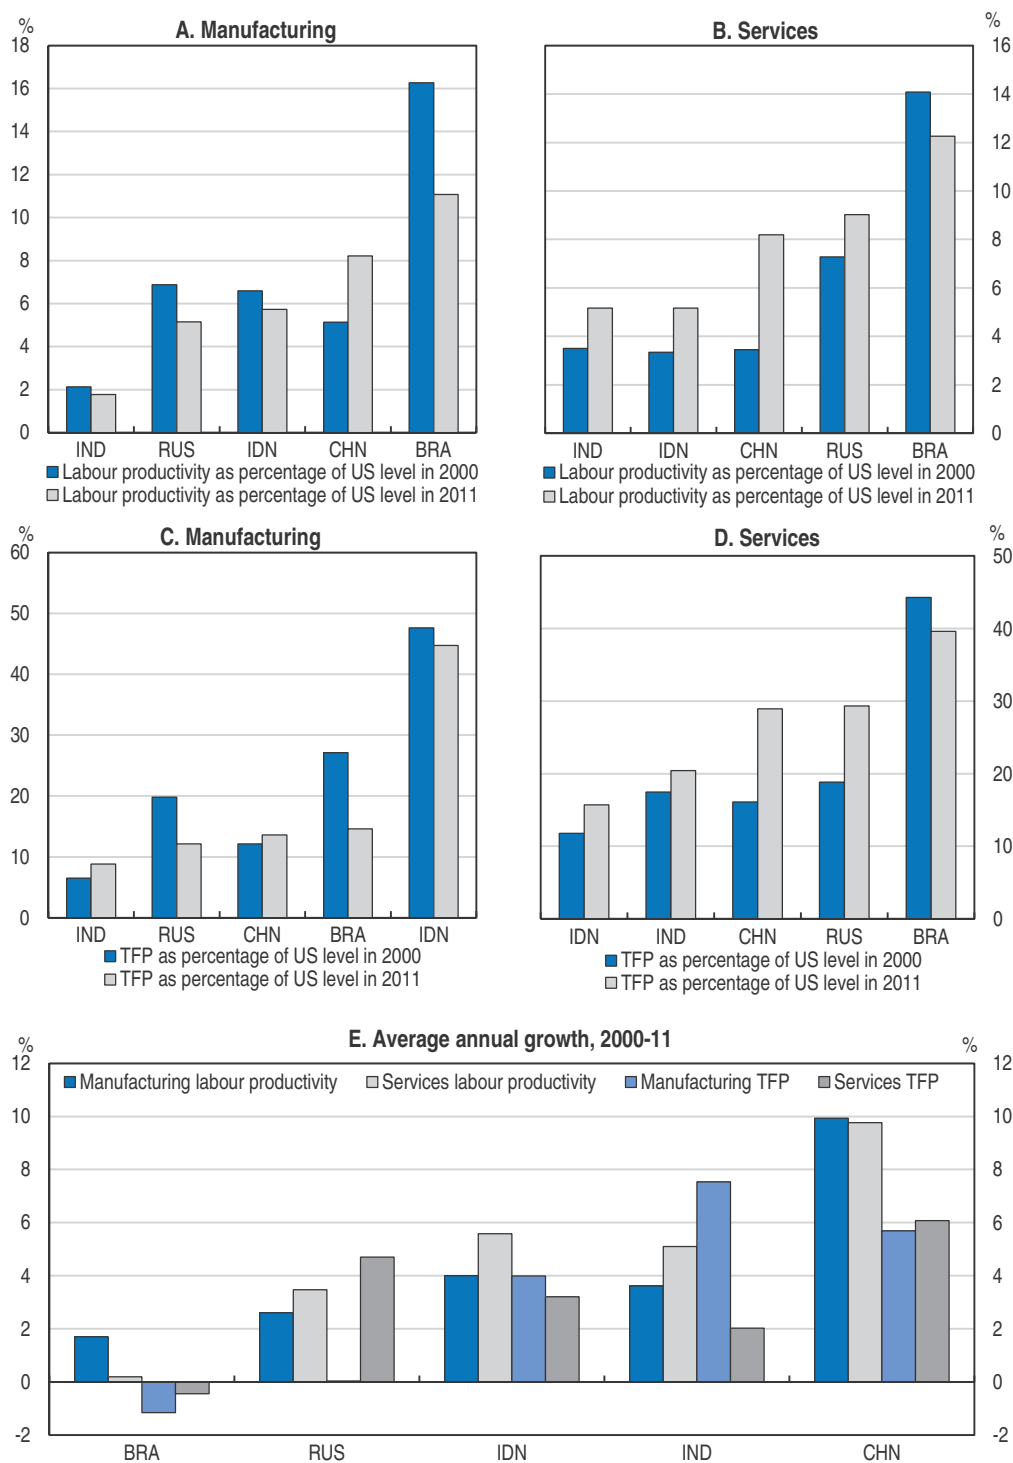 A. Manufacturing
%
18
16
14
12
10
8
6
4
2
0
IND RUS IDN CHN BRA
Labour productivity as percentage of US level in 2000
Labour productivity as percentage of US level in 2011
B. Services
%
16
14
12
10
8
6
4
2
0
IND IDN CHN RUS BRA
Labour productivity as percentage of US level in 2000
Labour productivity as percentage of US level in 2011
C. Manufacturing
%
60
50
40
30
20
10
0
IND RUS CHN BRA IDN
TFP as percentage of US level in 2000
TFP as percentage of US level in 2011
D. Services
%
50
40
30
20
10
0
IDN IND CHN RUS BRA
TFP as percentage of US level in 2000
TFP as percentage of US level in 2011
E. Average annual growth, 2000-11
% %
12 12
Manufacturing labour productivity Services labour productivity Manufacturing TFP Services TFP
10 10
8 8
6 6
4 4
2 2
0 0
-2 -2
BRA RUS IDN IND CHN